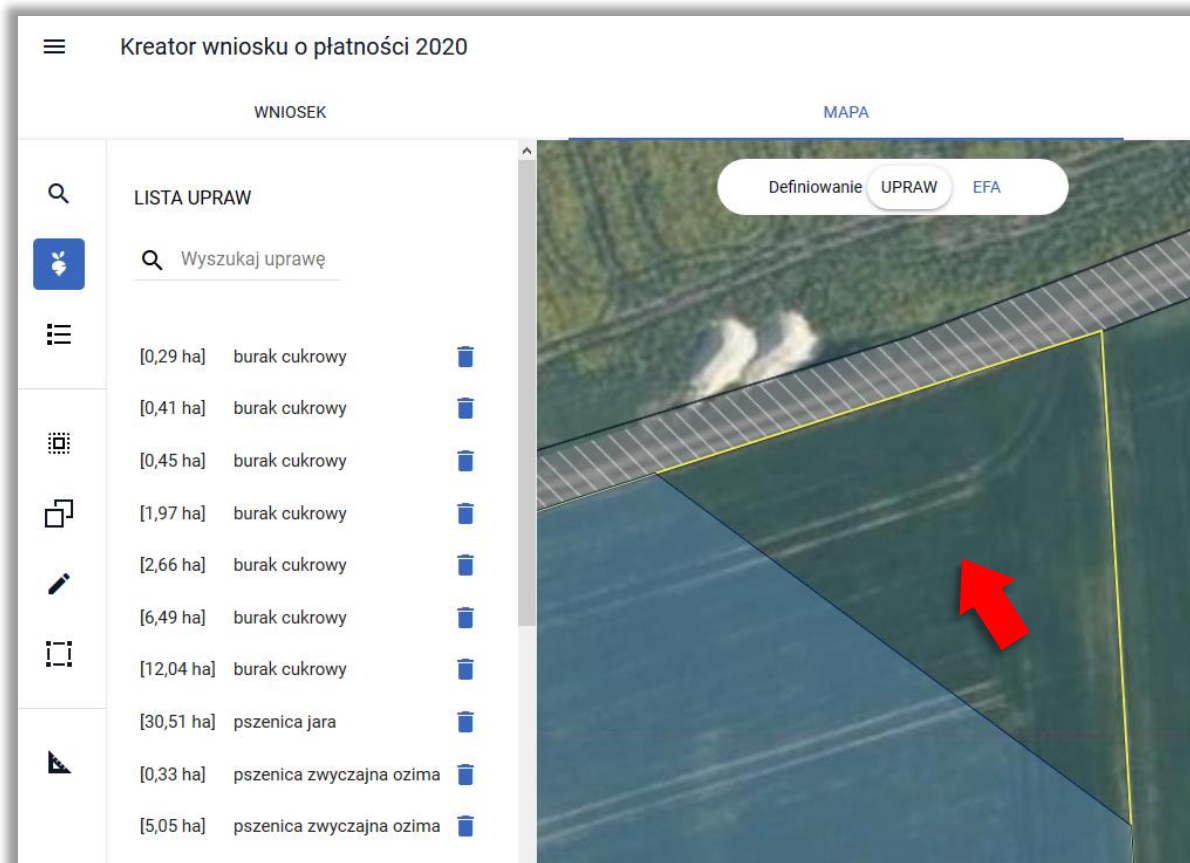 Kreator wniosku o płatności 2020
WNIOSEK
MAPA
Definiowanie UPRAW EFA
LISTA UPRAW
Wyszukaj uprawę
[0,29 ha] burak cukrowy
[0,41 ha] burak cukrowy
[0,45 ha] burak cukrowy
[1,97 ha] burak cukrowy
[2,66 ha] burak cukrowy
[6,49 ha] burak cukrowy
[12,04 ha] burak cukrowy
[30,51 ha] pszenica jara
[0,33 ha] pszenica zwyczajna ozima
[5,05 ha] pszenica zwyczajna ozima